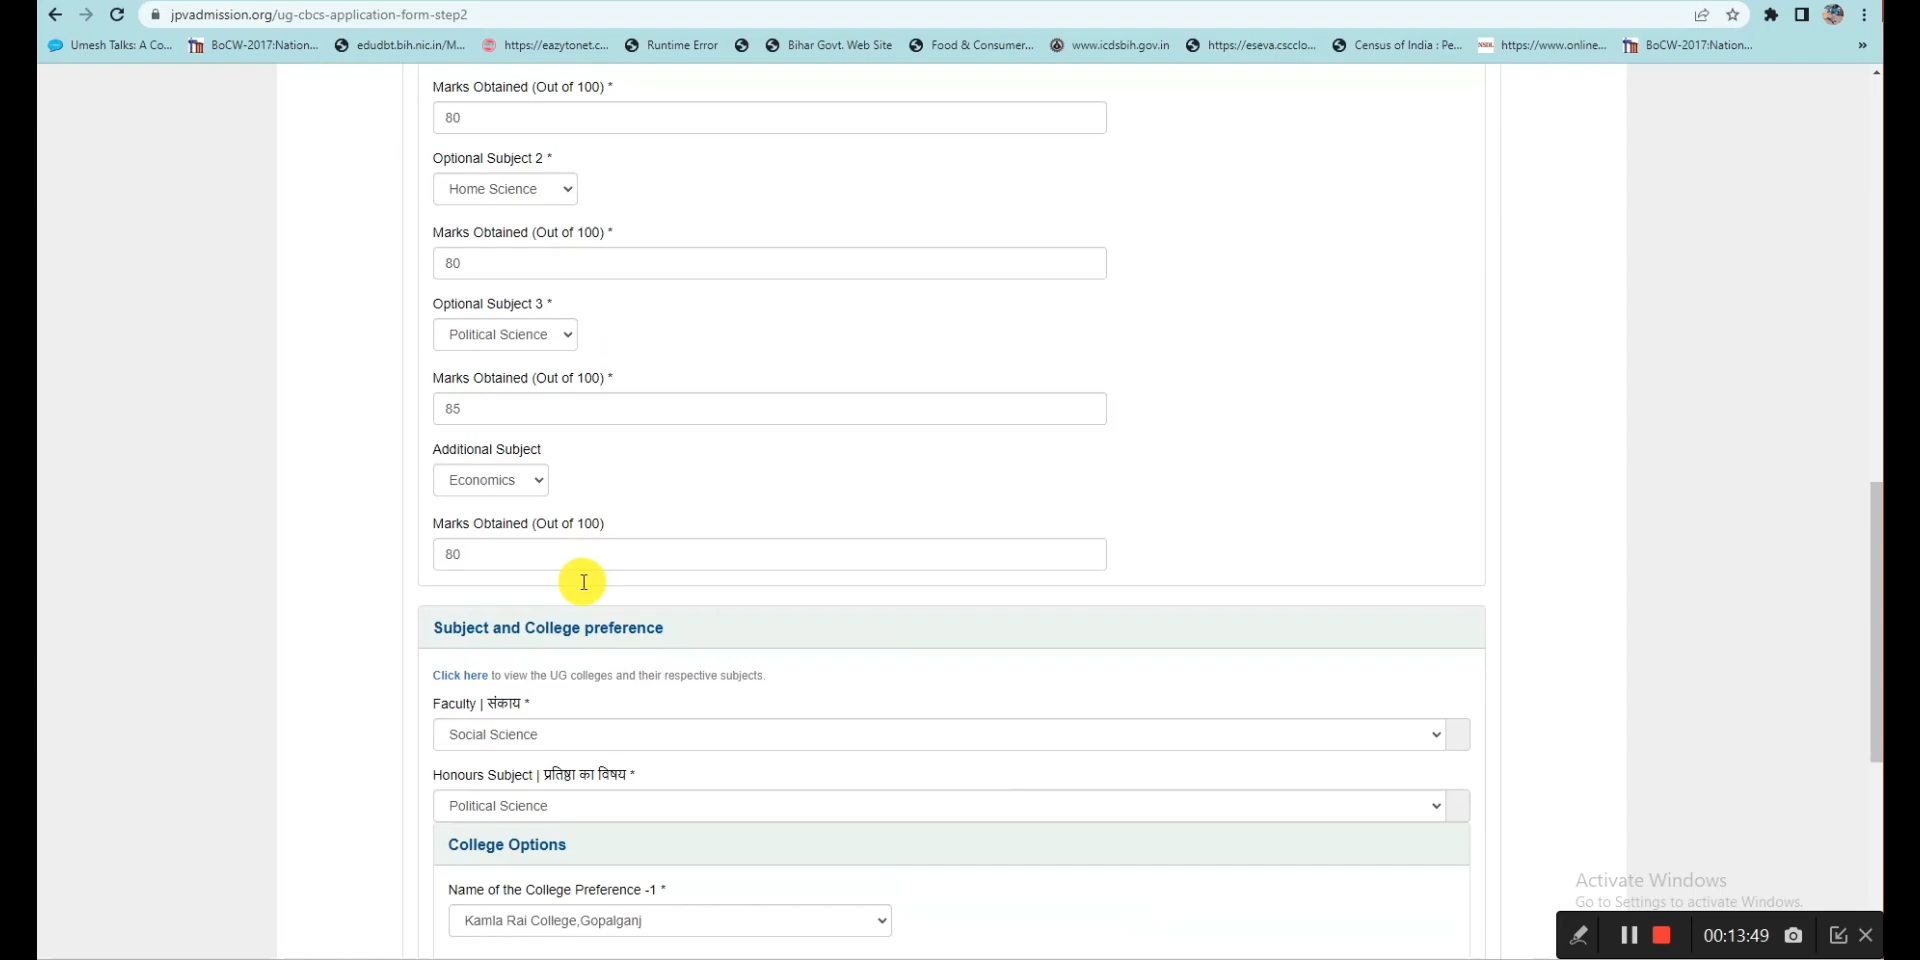 jpvadmission.org/ug-cbcs-application-form-step2
Umesh Talks: A Co... BoCW-2017:Nation... edudbt.bih.nic.in/M... https://eazytonet.c... Runtime Error Bihar Govt. Web Site Food & Consumer... www.icdsbih.gov.in https://eseva.cscclo... Census of India : Pe... NSDL https://www.online... BoCW-2017:Nation... »
Marks Obtained (Out of 100) *
80
Optional Subject 2 *
Home Science
Marks Obtained (Out of 100) *
80
Optional Subject 3 *
Political Science
Marks Obtained (Out of 100) *
85
Additional Subject
Economics
Marks Obtained (Out of 100)
80
Subject and College preference
Click here to view the UG colleges and their respective subjects.
Faculty | संकाय *
Social Science
Honours Subject | प्रतिष्ठा का विषय *
Political Science
College Options
Name of the College Preference -1 *
Kamla Rai College,Gopalganj
Activate Windows
Go to Settings to activate Windows.
00:13:49